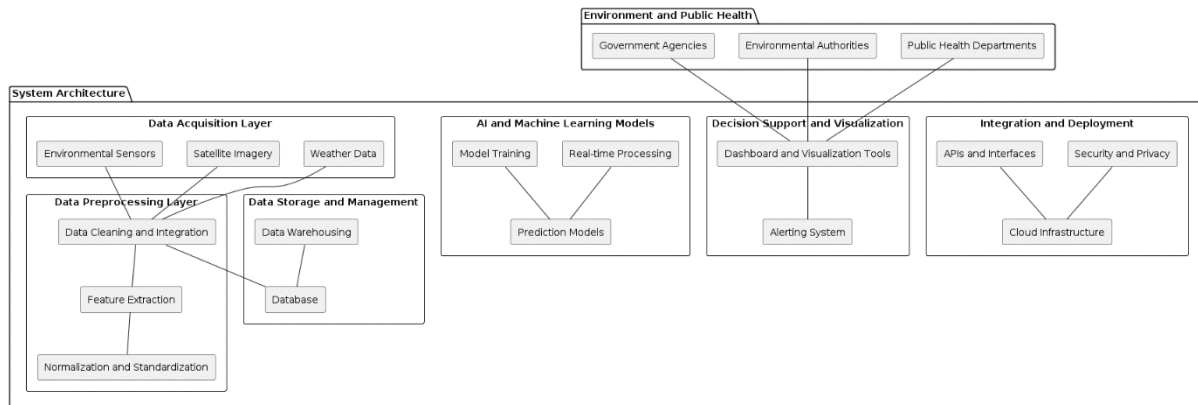 Environment and Public Health
Government Agencies
Environmental Authorities
Public Health Departments
System Architecture
Data Acquisition Layer
Environmental Sensors
Satellite Imagery
Weather Data
AI and Machine Learning Models
Model Training
Real-time Processing
Prediction Models
Decision Support and Visualization
Dashboard and Visualization Tools
Alerting System
Integration and Deployment
APIs and Interfaces
Security and Privacy
Cloud Infrastructure
Data Preprocessing Layer
Data Cleaning and Integration
Feature Extraction
Normalization and Standardization
Data Storage and Management
Data Warehousing
Database